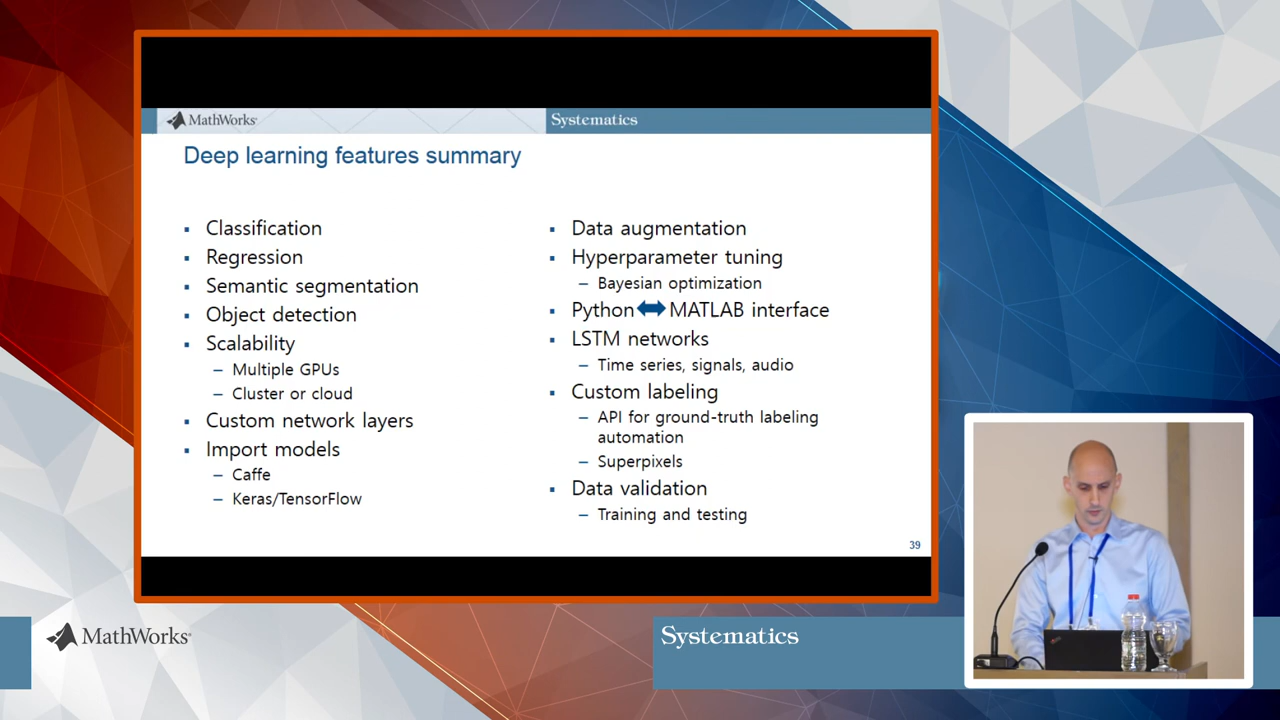 MathWorks®
Systematics
Deep learning features summary
▪ Classification
▪ Regression
▪ Semantic segmentation
▪ Object detection
▪ Scalability
– Multiple GPUs
– Cluster or cloud
▪ Custom network layers
▪ Import models
– Caffe
– Keras/TensorFlow
▪ Data augmentation
▪ Hyperparameter tuning
– Bayesian optimization
▪ Python⬌MATLAB interface
▪ LSTM networks
– Time series, signals, audio
▪ Custom labeling
– API for ground-truth labeling
automation
– Superpixels
▪ Data validation
– Training and testing
39
MathWorks®
Systematics